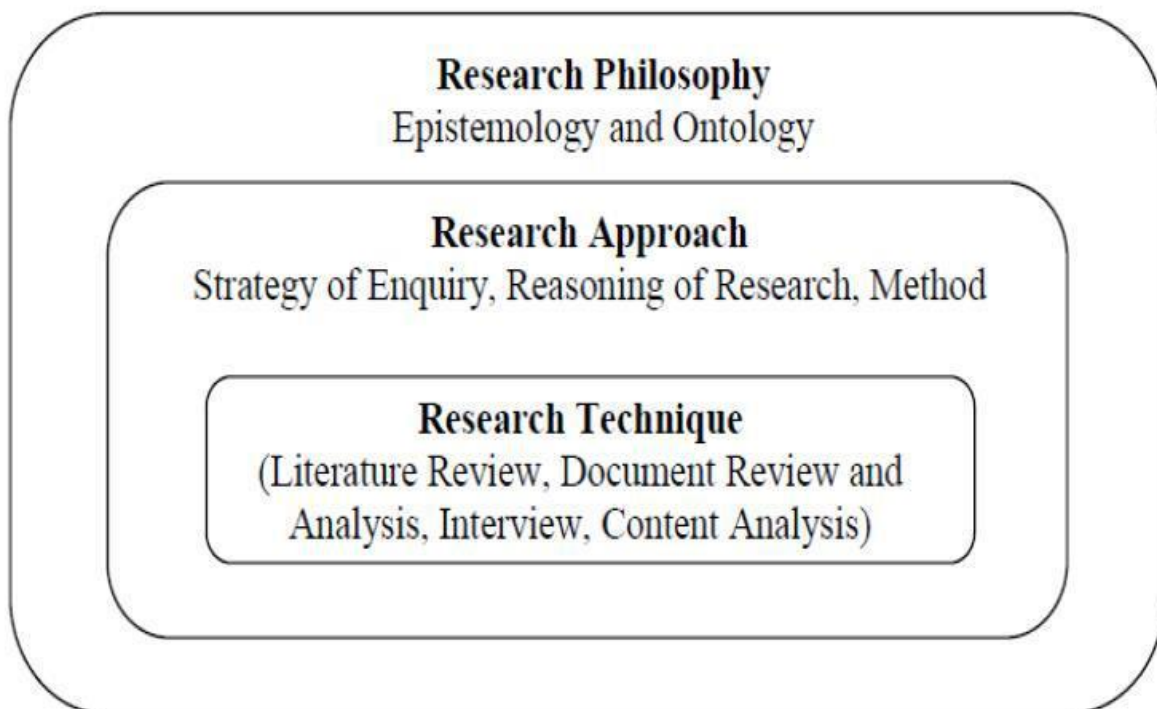 Research Philosophy
Epistemology and Ontology
Research Approach
Strategy of Enquiry, Reasoning of Research, Method
Research Technique
(Literature Review, Document Review and
Analysis, Interview, Content Analysis)